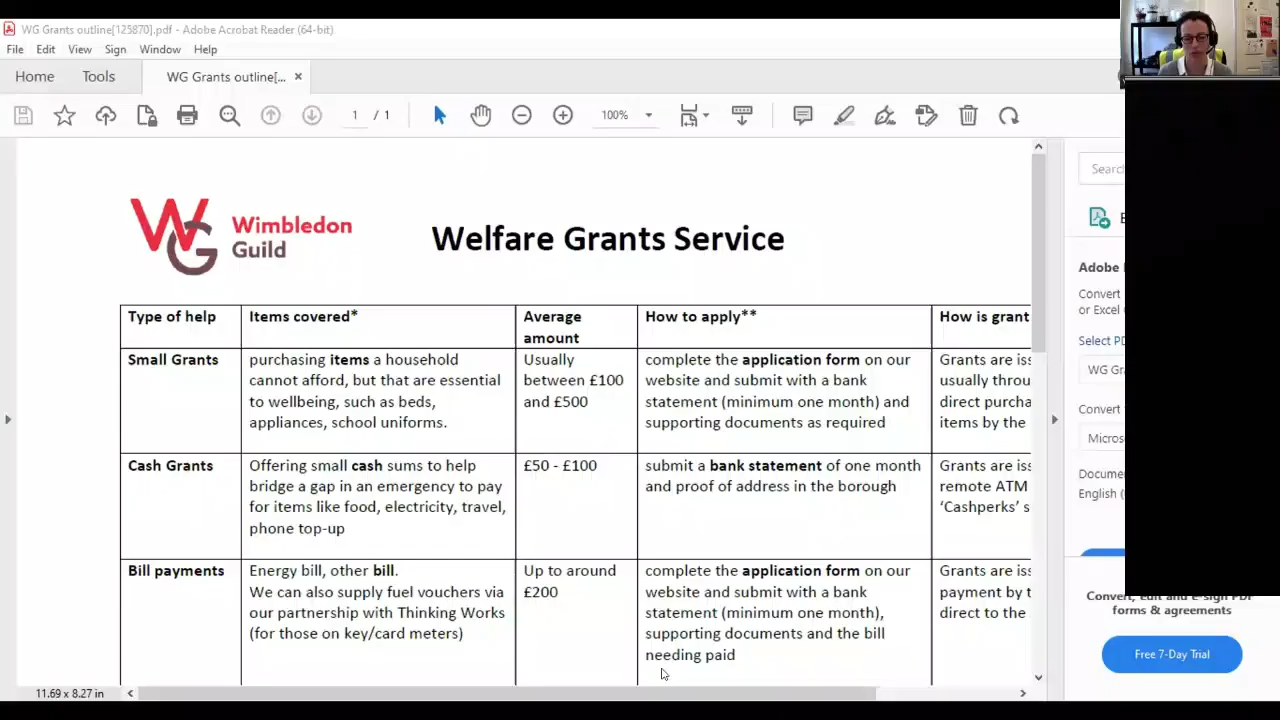 WG Grants outline[125870].pdf - Adobe Acrobat Reader (64-bit)
File Edit View Sign Window Help
Home Tools WG Grants outline[... ×
1 / 1 100%
Search
WG Wimbledon
Guild
Welfare Grants Service
Type of help Items covered* Average
amount How to apply** How is grant
Small Grants purchasing items a household
cannot afford, but that are essential
to wellbeing, such as beds,
appliances, school uniforms.
Usually
between £100
and £500
complete the application form on our
website and submit with a bank
statement (minimum one month) and
supporting documents as required
Grants are iss
usually throu
direct purcha
items by the
Cash Grants Offering small cash sums to help
bridge a gap in an emergency to pay
for items like food, electricity, travel,
phone top-up
£50 - £100
submit a bank statement of one month
and proof of address in the borough
Grants are iss
remote ATM
‘Cashperks’ s
Bill payments Energy bill, other bill.
We can also supply fuel vouchers via
our partnership with Thinking Works
(for those on key/card meters)
Up to around
£200
complete the application form on our
website and submit with a bank
statement (minimum one month),
supporting documents and the bill
needing paid
Grants are iss
payment by t
direct to the
11.69 x 8.27 in
E
Adobe
Convert
or Excel
Select PD
WG Gr
Convert
Micros
Docum
English (
Convert, edit and e-sign PDF
forms & agreements
Free 7-Day Trial